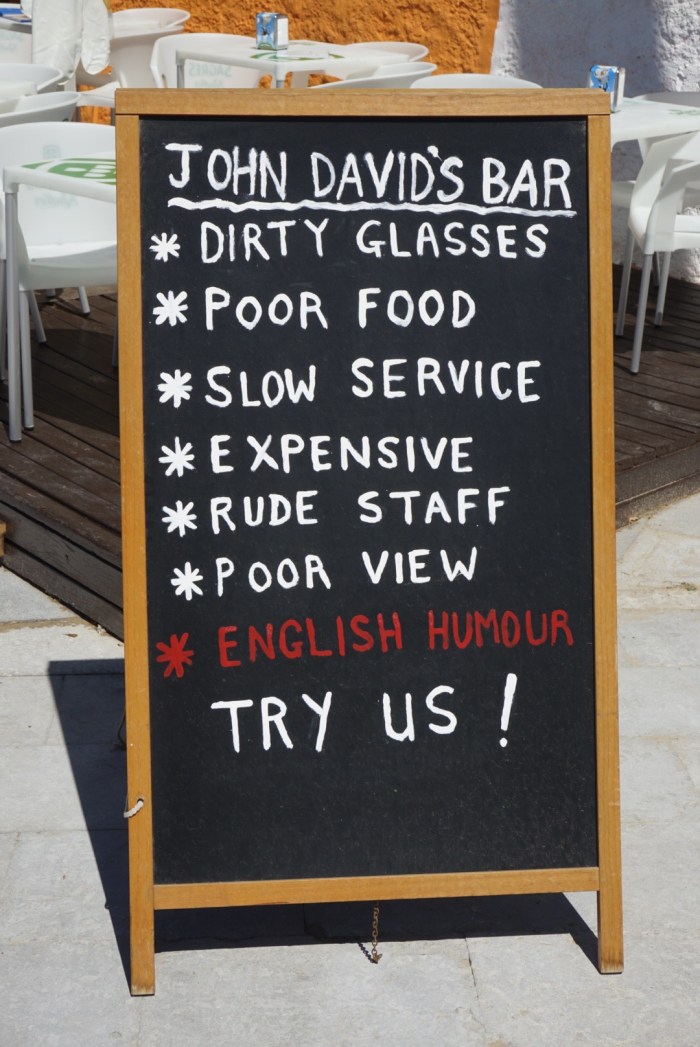 JOHN DAVID'S BAR
* DIRTY GLASSES
* POOR FOOD
* SLOW SERVICE
* EXPENSIVE
* RUDE STAFF
* POOR VIEW
* ENGLISH HUMOUR
TRY US !